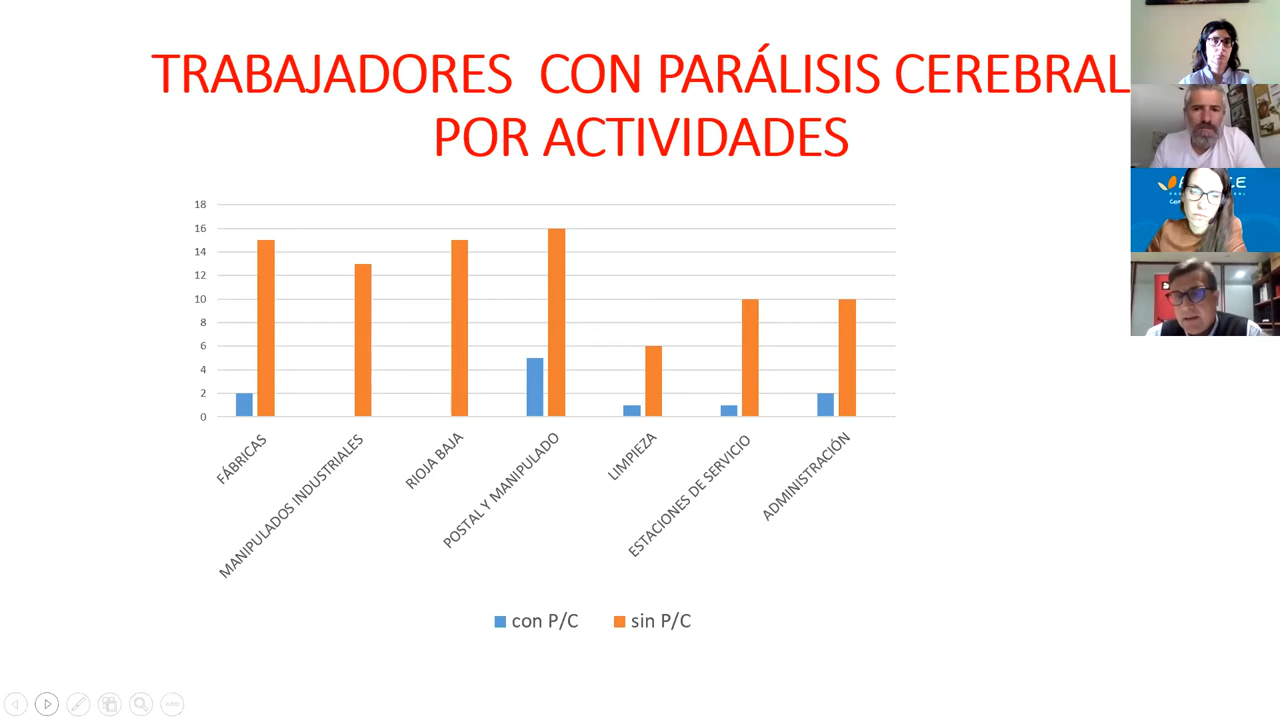 TRABAJADORES CON PARÁLISIS CEREBRAL
POR ACTIVIDADES
18
16
14
12
10
8
6
4
2
0
FÁBRICAS
MANIPULADOS INDUSTRIALES
RIOJA BAJA
POSTAL Y MANIPULADO
LIMPIEZA
ESTACIONES DE SERVICIO
ADMINISTRACIÓN
con P/C
sin P/C